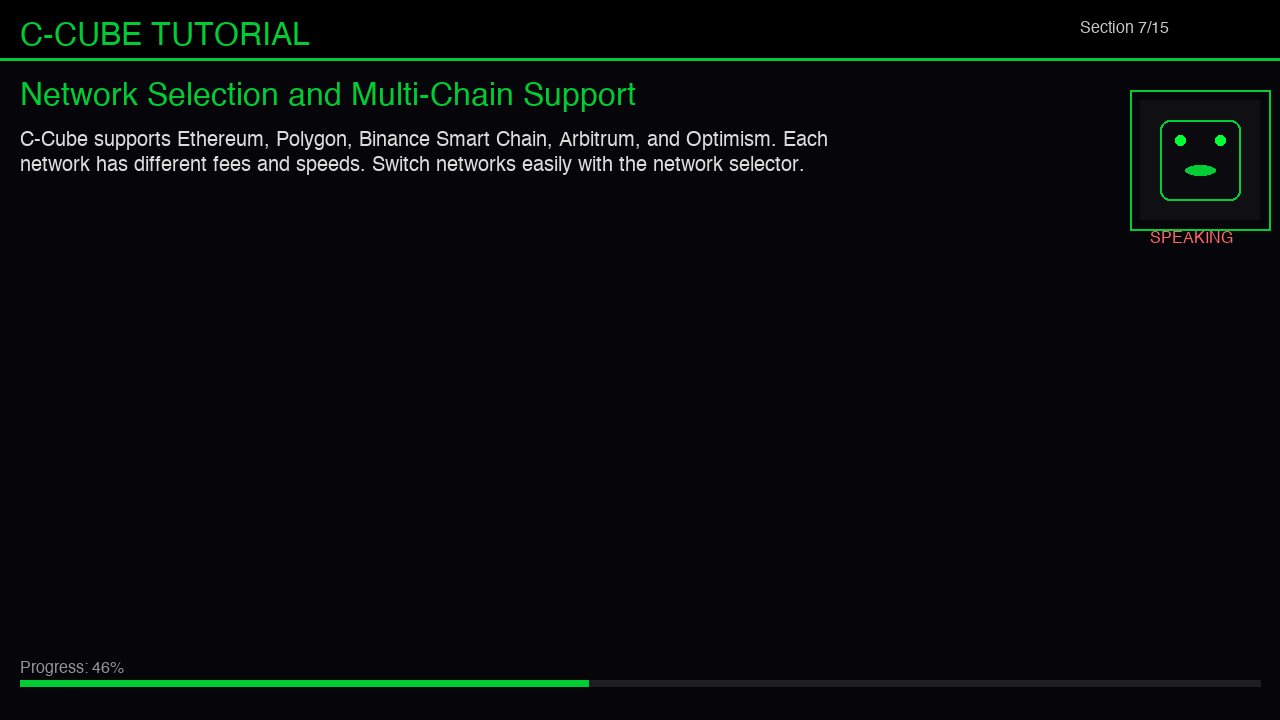 C-CUBE TUTORIAL
Section 7/15
Network Selection and Multi-Chain Support
C-Cube supports Ethereum, Polygon, Binance Smart Chain, Arbitrum, and Optimism. Each
network has different fees and speeds. Switch networks easily with the network selector.
SPEAKING
Progress: 46%